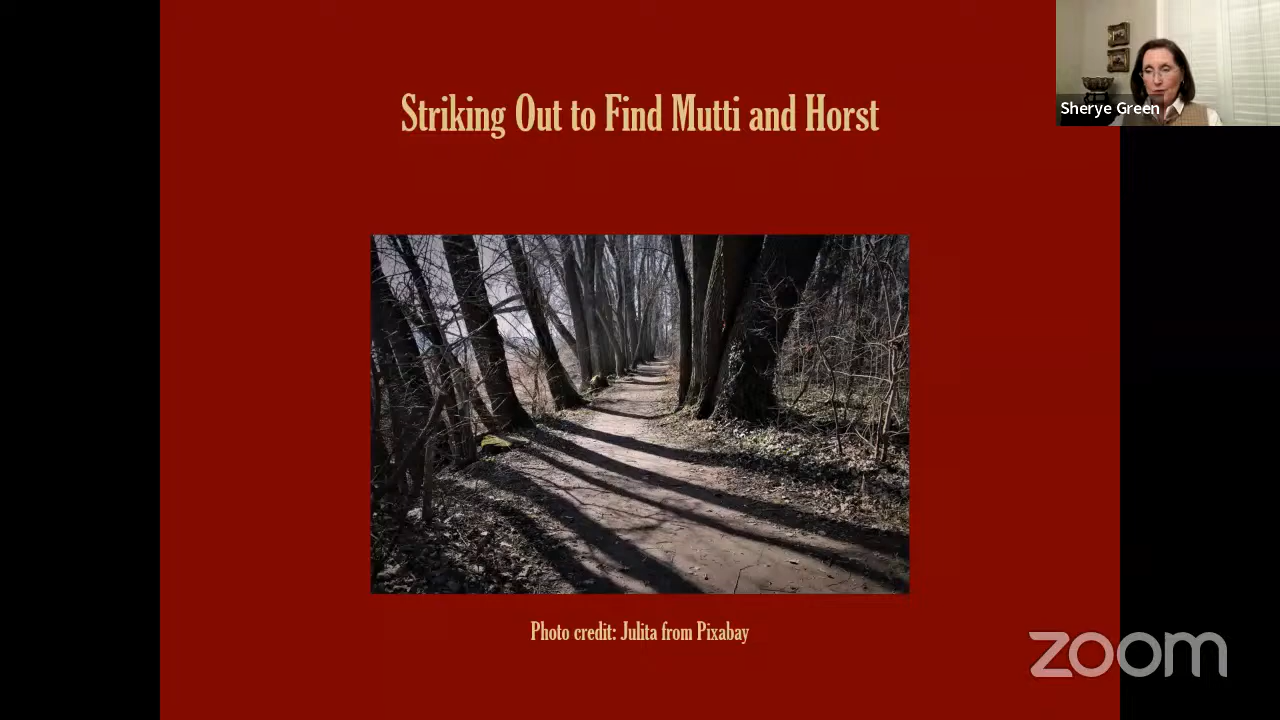 Striking Out to Find Mutti and Horst
Sherye Green
Photo credit: Julita from Pixabay
zoom